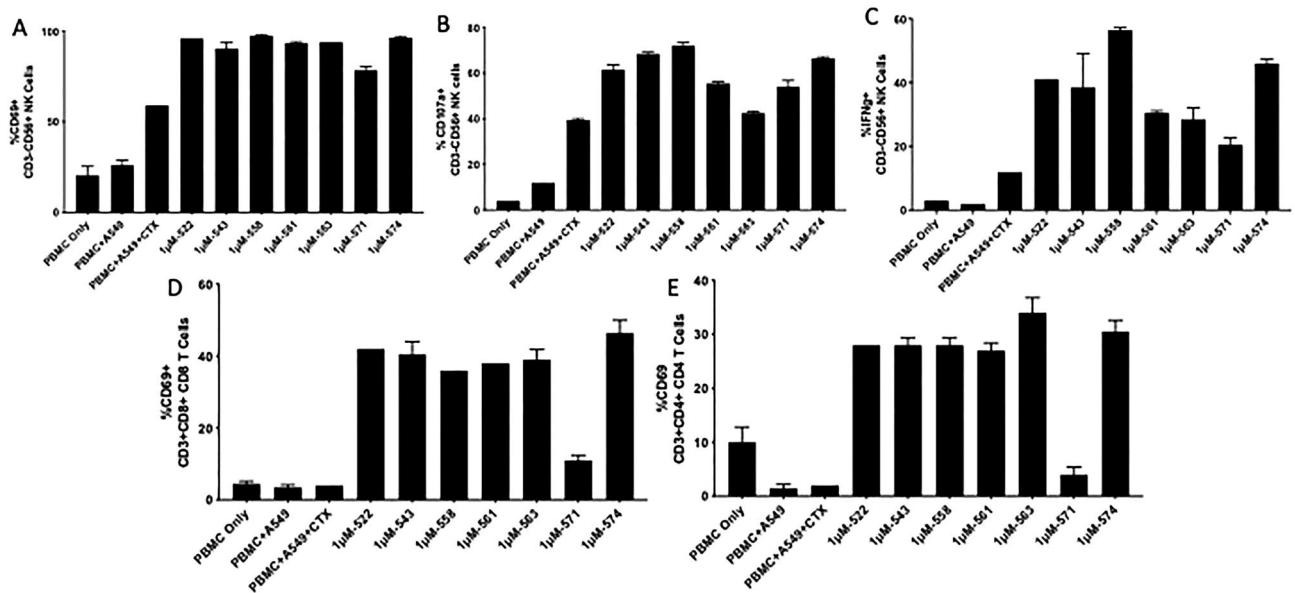 A
%CD69+
CD3-CD56+ NK Cells
100
50
0
PBMC Only
PBMC+A549
PBMC+A549+CTX
1µM-522
1µM-543
1µM-558
1µM-561
1µM-563
1µM-571
1µM-574
B
% CD107a+
CD3-CD56+ NK cells
80
60
40
20
0
PBMC Only
PBMC+A549
PBMC+A549+CTX
1µM-522
1µM-543
1µM-558
1µM-561
1µM-563
1µM-571
1µM-574
C
%IFNg+
CD3-CD56+ NK Cells
60
40
20
0
PBMC Only
PBMC+A549
PBMC+A549+CTX
1µM-522
1µM-543
1µM-558
1µM-561
1µM-563
1µM-571
1µM-574
D
%CD69+
CD3+CD8+ CD8 T Cells
60
40
20
0
PBMC Only
PBMC+A549
PBMC+A549+CTX
1µM-522
1µM-543
1µM-558
1µM-561
1µM-563
1µM-571
1µM-574
E
%CD69
CD3+CD4+ CD4 T Cells
40
30
20
10
0
PBMC Only
PBMC+A549
PBMC+A549+CTX
1µM-522
1µM-543
1µM-558
1µM-561
1µM-563
1µM-571
1µM-574